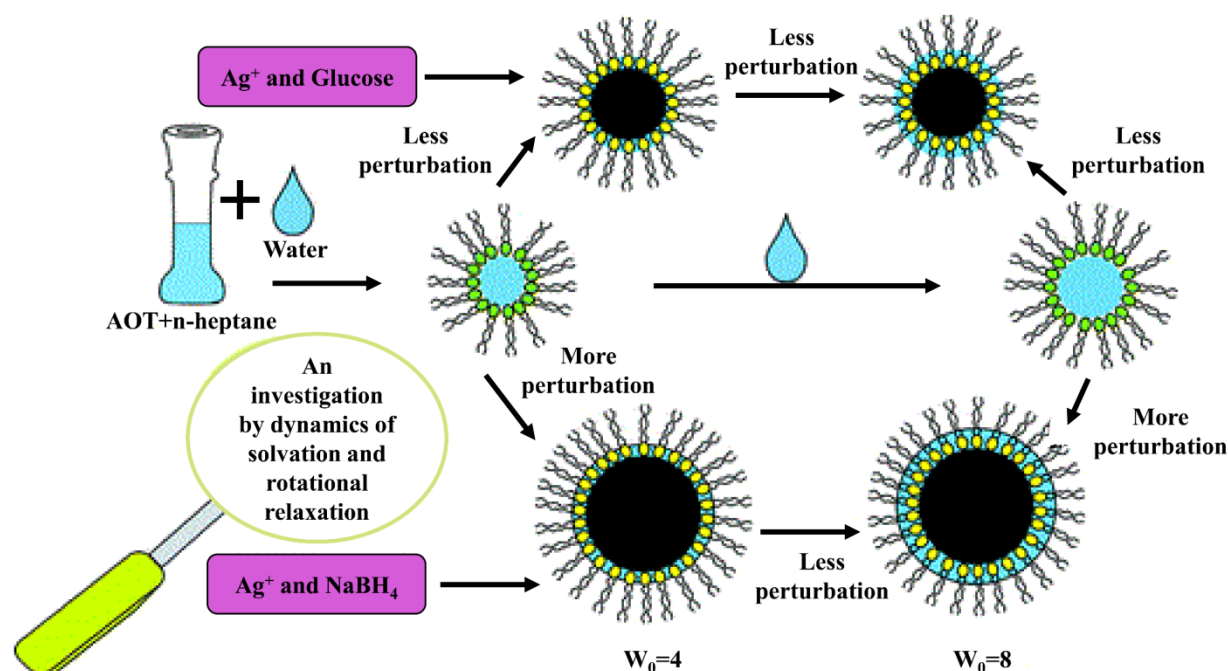 Ag⁺ and Glucose
Less
perturbation
Less
perturbation
Less
perturbation
Water
AOT+n-heptane
An
investigation
by dynamics of
solvation and
rotational
relaxation
More
perturbation
More
perturbation
Ag⁺ and NaBH₄
Less
perturbation
W₀=4
W₀=8